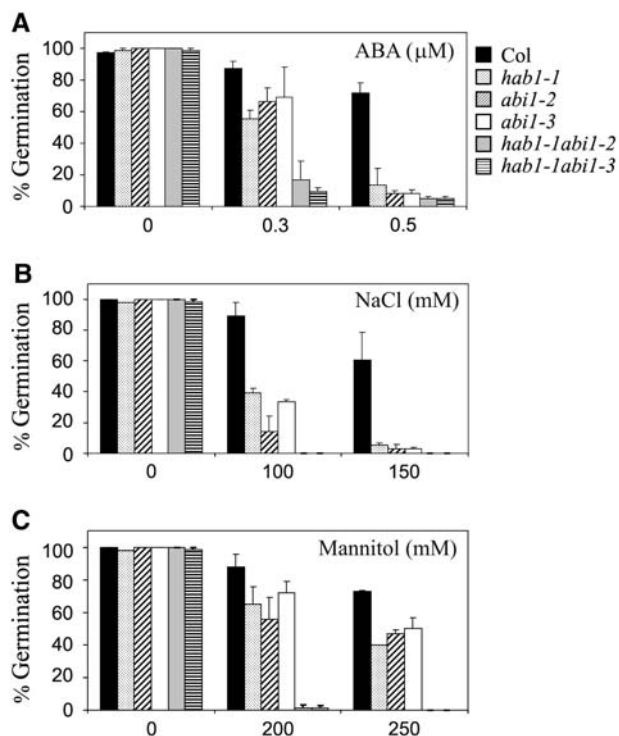 A
ABA (μM)
% Germination
100
80
60
40
20
0
0 0.3 0.5
Col
hab1-1
abi1-2
abi1-3
hab1-1abi1-2
hab1-1abi1-3
B
NaCl (mM)
% Germination
100
80
60
40
20
0
0 100 150
C
Mannitol (mM)
% Germination
100
80
60
40
20
0
0 200 250